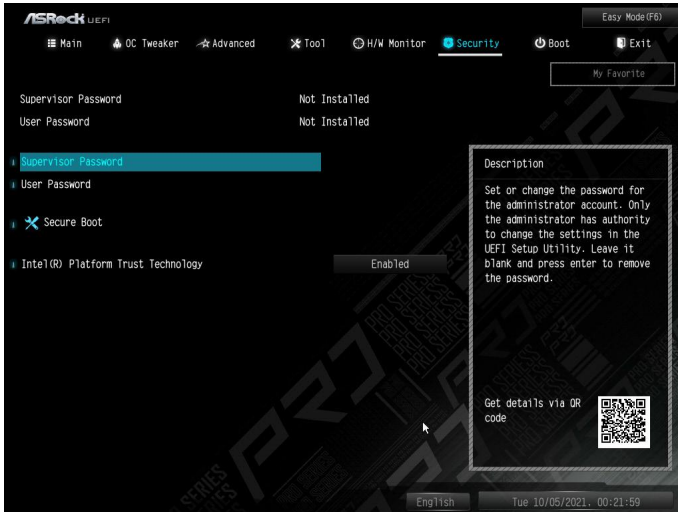 ASRock UEFI
Easy Mode(F6)
Main OC Tweaker Advanced Tool H/W Monitor Security Boot Exit
My Favorite
Supervisor Password Not Installed
User Password Not Installed
Supervisor Password
User Password
Secure Boot
Intel(R) Platform Trust Technology Enabled
Description
Set or change the password for
the administrator account. Only
the administrator has authority
to change the settings in the
UEFI Setup Utility. Leave it
blank and press enter to remove
the password.
Get details via QR
code
English Tue 10/05/2021. 00:21:59